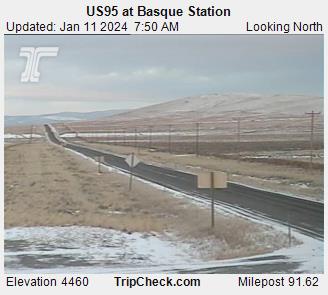 US95 at Basque Station
Updated: Jan 11 2024 7:50 AM Looking North
Elevation 4460 TripCheck.com Milepost 91.62